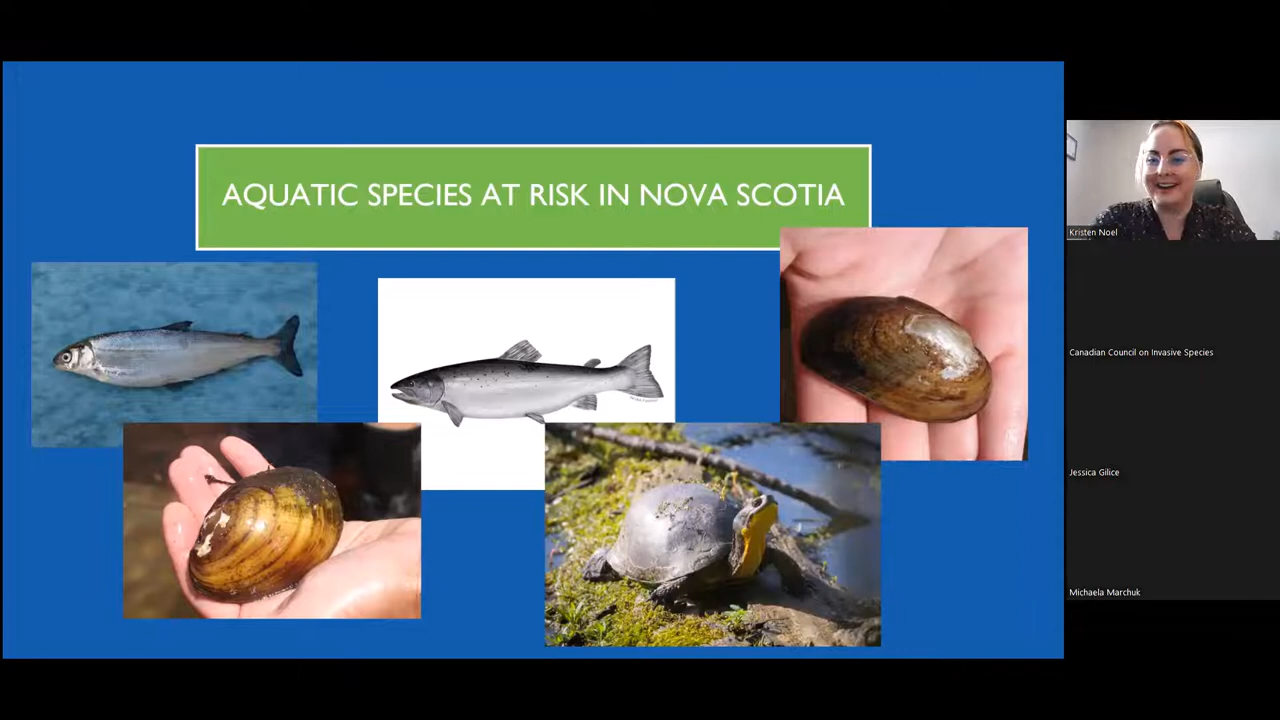 AQUATIC SPECIES AT RISK IN NOVA SCOTIA
Kristen Noel
Canadian Council on Invasive Species
Jessica Gilice
Michaela Marchuk